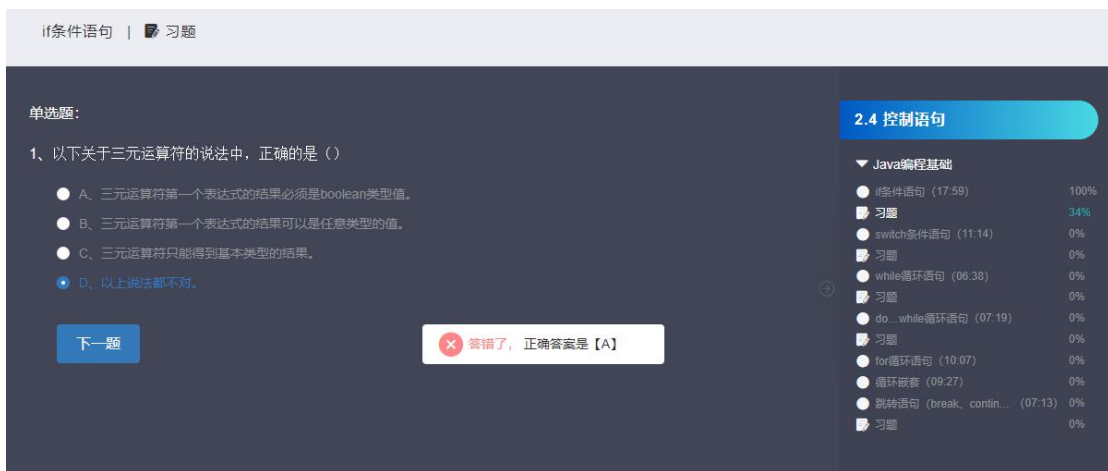 if条件语句 | 习题
单选题:
1、以下关于三元运算符的说法中，正确的是（）
A、三元运算符第一个表达式的结果必须是boolean类型值。
B、三元运算符第一个表达式的结果可以是任意类型的值。
C、三元运算符只能得到基本类型的结果。
D、以上说法都不对。
下一题
答错了， 正确答案是【A】
2.4 控制语句
Java编程基础
if条件语句（17:59） 100%
习题 34%
switch条件语句（11:14） 0%
习题 0%
while循环语句（06:38） 0%
习题 0%
do…while循环语句（07:19） 0%
习题 0%
for循环语句（10:07） 0%
循环嵌套（09:27） 0%
跳转语句（break、contin... （07:13） 0%
习题 0%